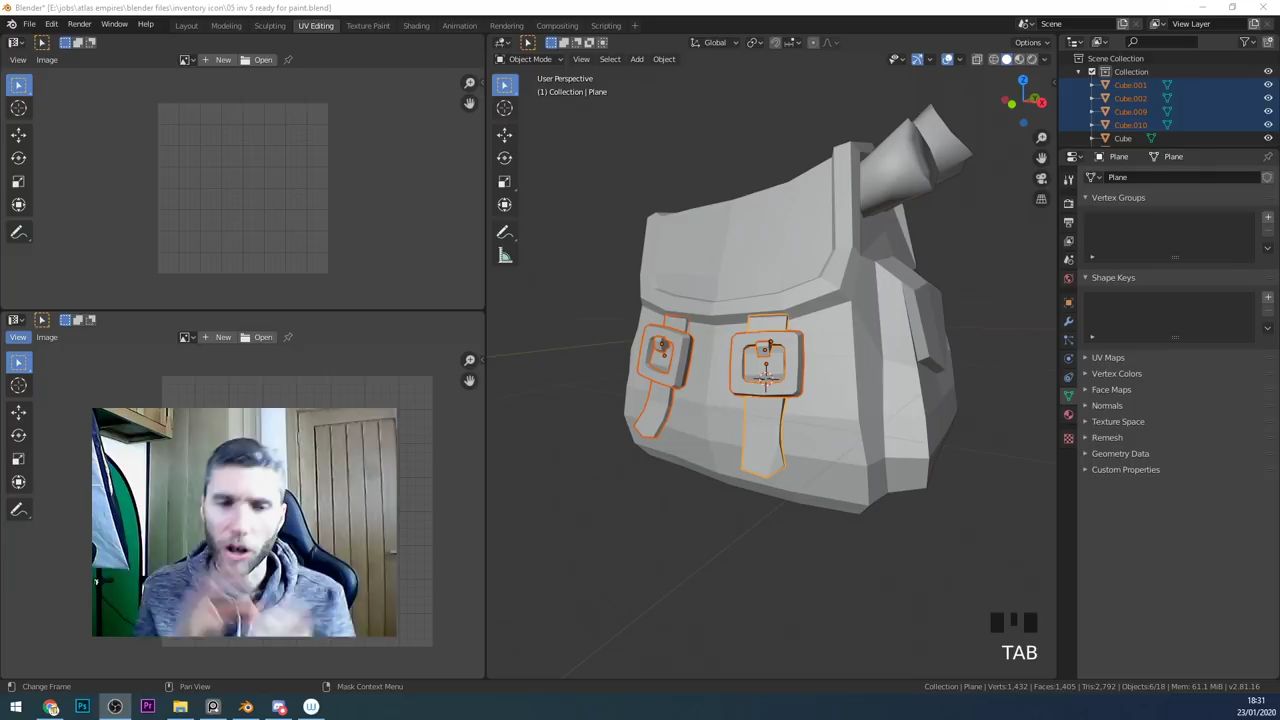 Blender* [E:\jobs\atlas empires\blender files\inventory icon\05 inv 5 ready for paint.blend]
File Edit Render Window Help Layout Modeling Sculpting UV Editing Texture Paint Shading Animation Rendering Compositing Scripting + Scene View Layer
View Image New Open Global Options
Object Mode View Select Add Object Scene Collection
User Perspective
(1) Collection | Plane
Collection
Cube.001
Cube.002
Cube.009
Cube.010
Cube
Plane Plane
Plane
Vertex Groups
Shape Keys
View Image New Open
UV Maps
Vertex Colors
Face Maps
Normals
Texture Space
Remesh
Geometry Data
Custom Properties
TAB
Change Frame Pan View Mask Context Menu Collection | Plane | Verts:1,432 | Faces:1,405 | Tris:2,792 | Objects:6/18 | Mem: 61.1 MiB | v2.81.16
Ps Pr W 18:31
23/01/2020